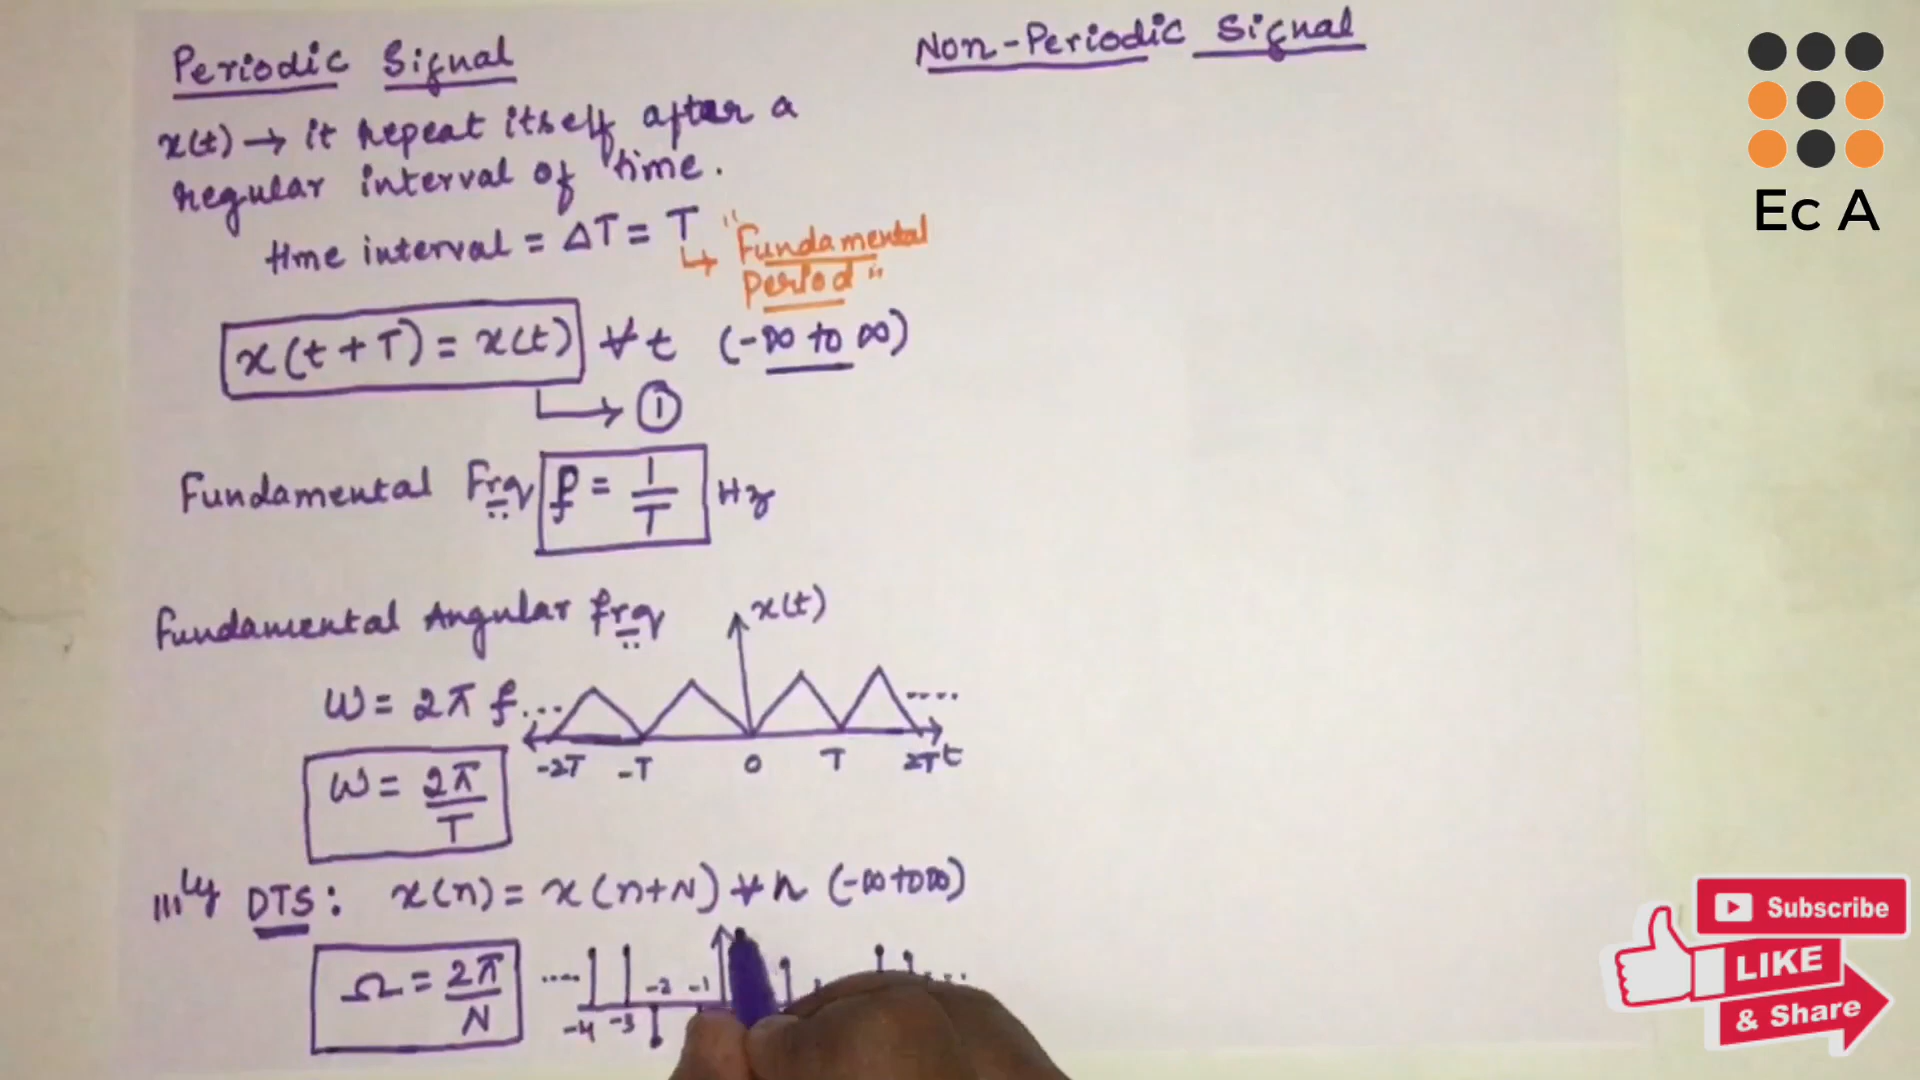 Periodic Signal
x(t) → it repeat itself after a
regular interval of time.
time interval = ΔT = T
"Fundamental
Period"
x(t+T) = x(t) ∀ t (-∞ to ∞)
①
Fundamental Frq f = 1/T Hz
Fundamental Angular frq
ω = 2π f
ω = 2π/T
x(t)
.... ....
-2T -T 0 T 2T t
llly DTS: x(n) = x(n+N) ∀ n (-∞ to ∞)
Ω = 2π/N
.... -2 -1
-4 -3
Non-Periodic Signal
Ec A
Subscribe
LIKE
& Share